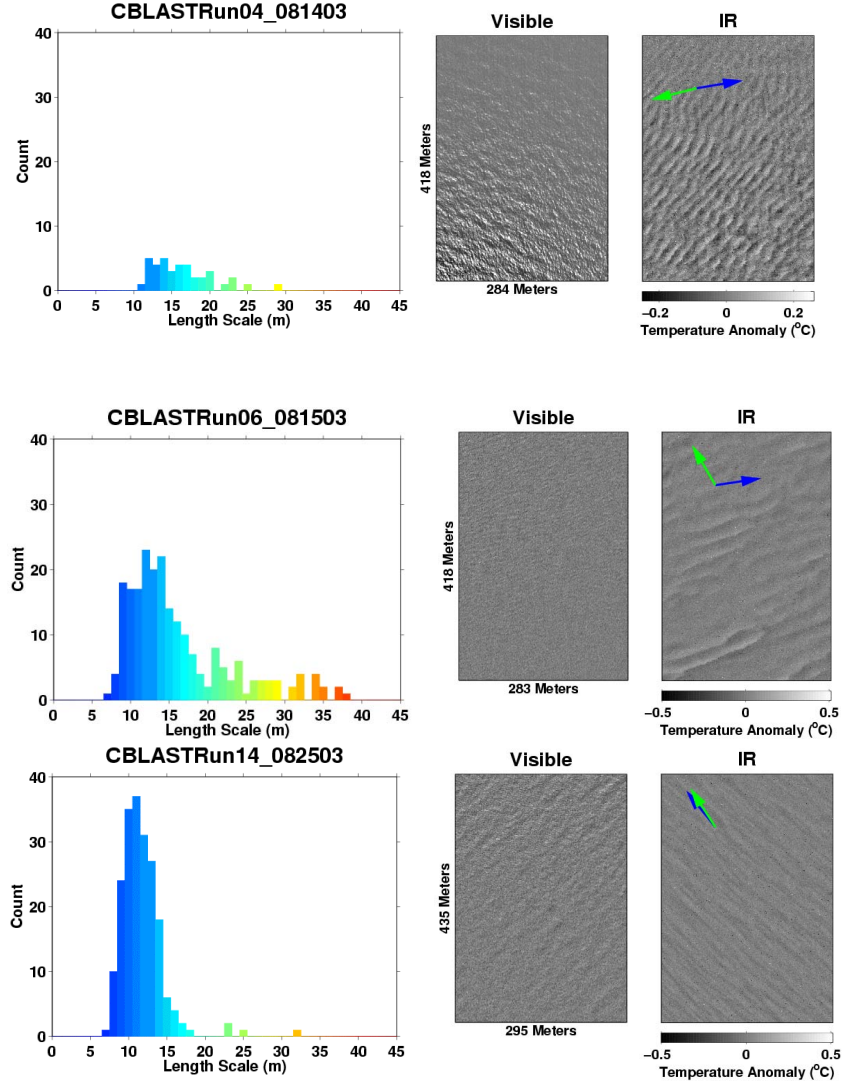 CBLASTRun04_081403
40
30
20
10
0
Count
0 5 10 15 20 25 30 35 40 45
Length Scale (m)
Visible
418 Meters
284 Meters
IR
−0.2 0 0.2
Temperature Anomaly (°C)
CBLASTRun06_081503
40
30
20
10
0
Count
0 5 10 15 20 25 30 35 40 45
Length Scale (m)
Visible
418 Meters
283 Meters
IR
−0.5 0 0.5
Temperature Anomaly (°C)
CBLASTRun14_082503
40
30
20
10
0
Count
0 5 10 15 20 25 30 35 40 45
Length Scale (m)
Visible
435 Meters
295 Meters
IR
−0.5 0 0.5
Temperature Anomaly (°C)